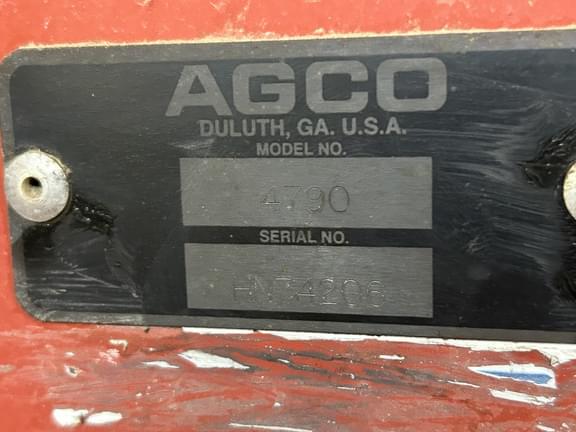 AGCO
DULUTH, GA. U.S.A.
MODEL NO.
4790
SERIAL NO.